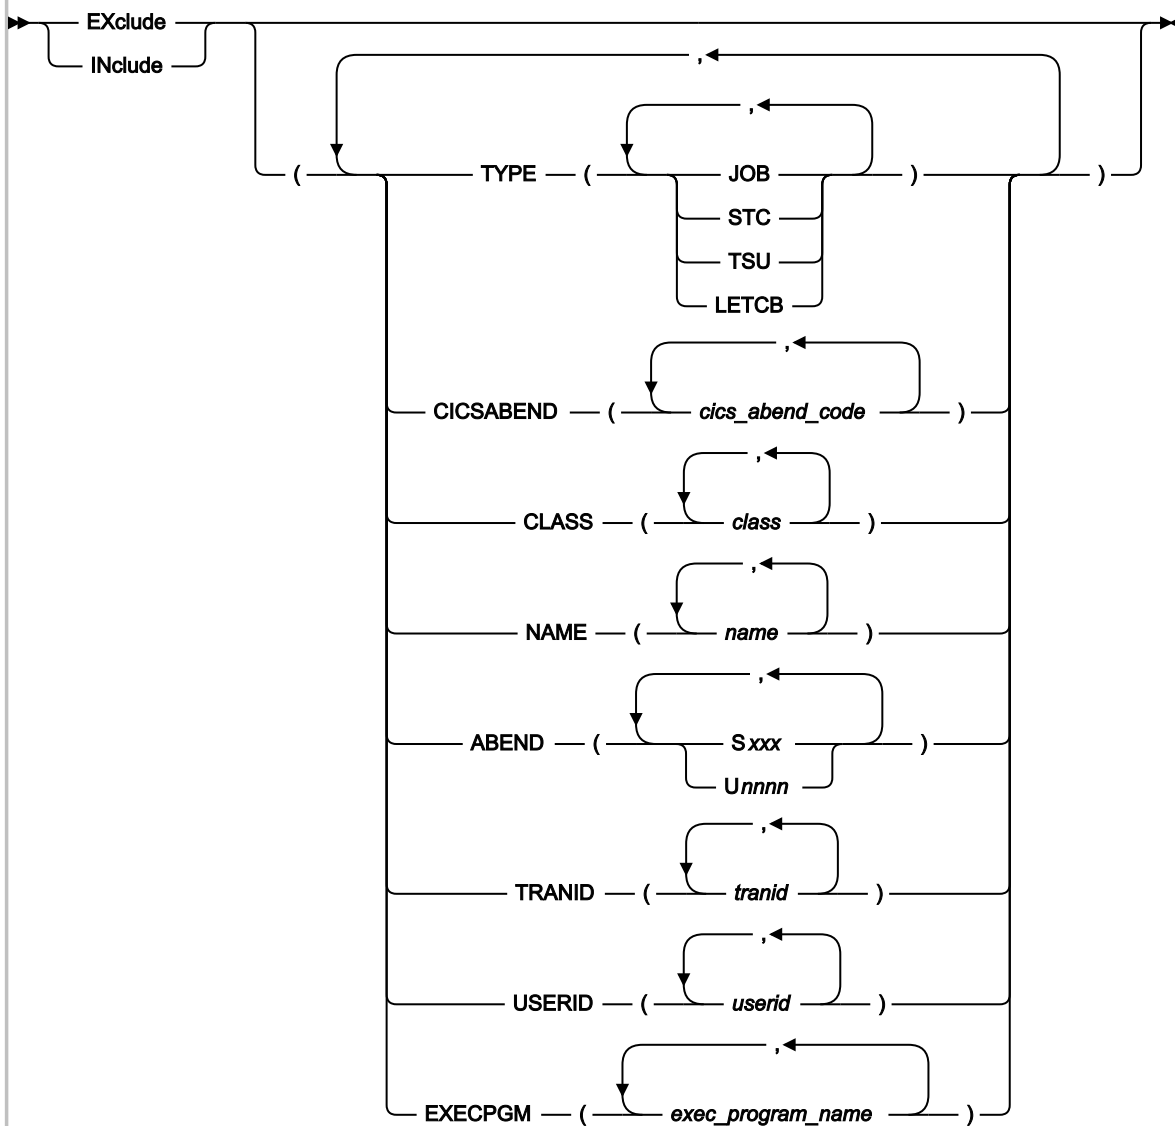 EXclude
INclude
,
,
( TYPE ( JOB ) )
STC
TSU
LETCB
,
CICSABEND ( cics_abend_code )
,
CLASS ( class )
,
NAME ( name )
,
ABEND ( Sxxx )
Unnnn
,
TRANID ( tranid )
,
USERID ( userid )
,
EXECPGM ( exec_program_name )